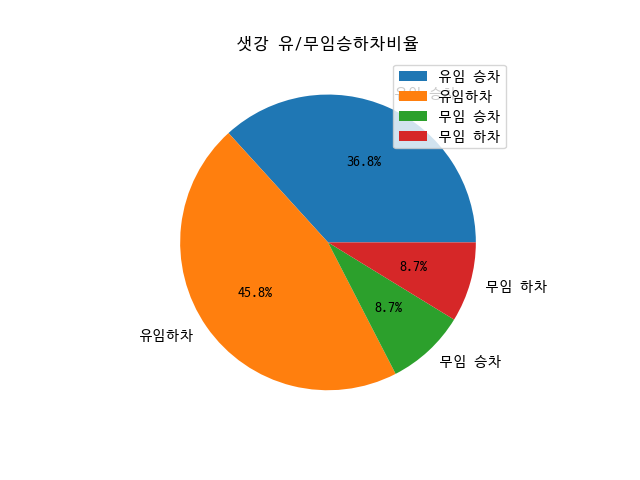 샛강 유/무임승하차비율
유임 승차
유임하차
무임 승차
무임 하차
36.8%
45.8%
8.7%
8.7%
유임하차
무임 승차
무임 하차